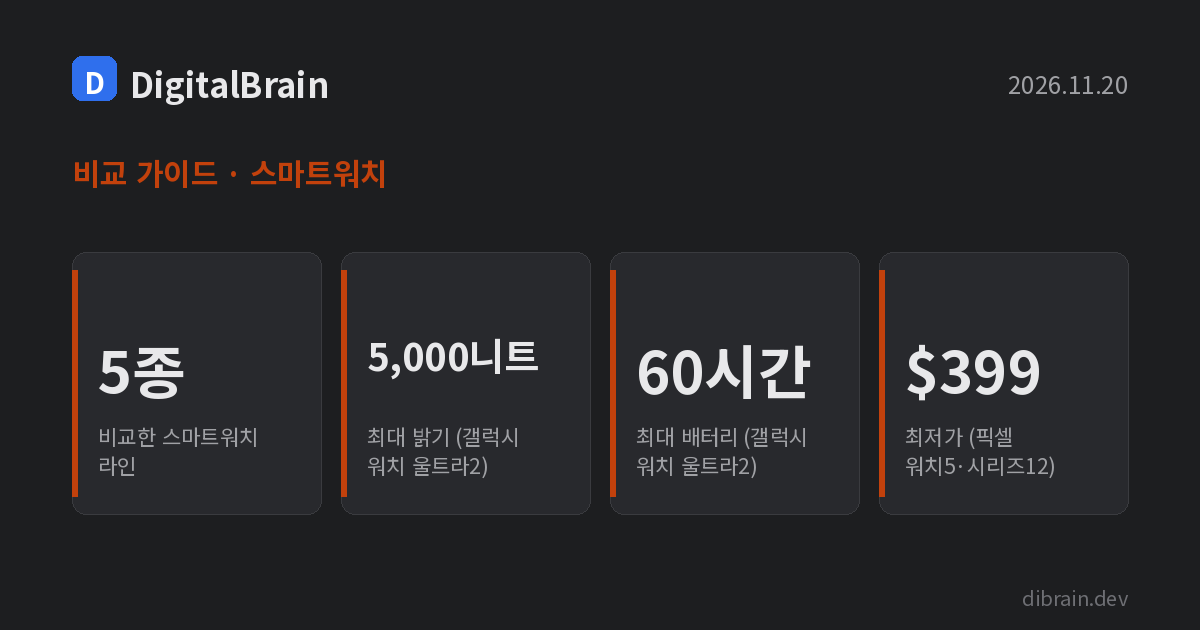 D DigitalBrain
2026.11.20
비교 가이드 · 스마트워치
5종
비교한 스마트워치
라인
5,000니트
최대 밝기 (갤럭시
워치 울트라2)
60시간
최대 배터리 (갤럭시
워치 울트라2)
$399
최저가 (픽셀
워치5·시리즈12)
dibrain.dev